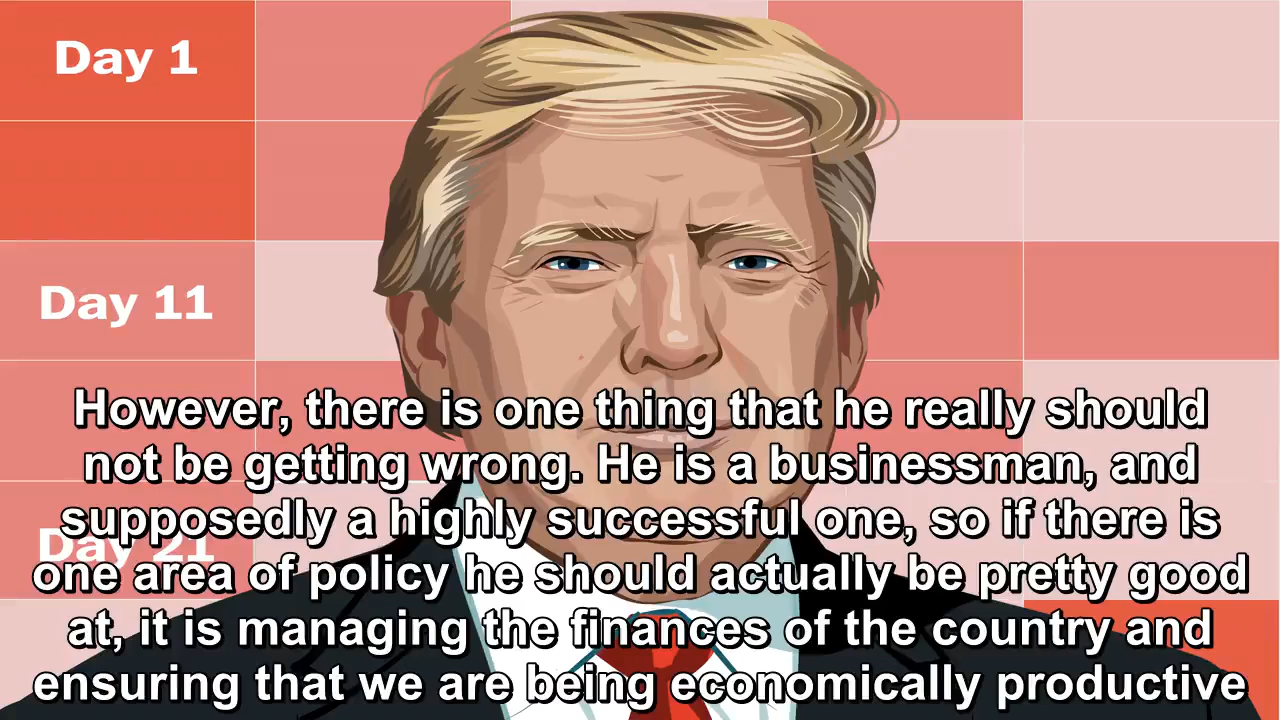 Day 1
Day 11
Day 21
However, there is one thing that he really should
not be getting wrong. He is a businessman, and
supposedly a highly successful one, so if there is
one area of policy he should actually be pretty good
at, it is managing the finances of the country and
ensuring that we are being economically productive